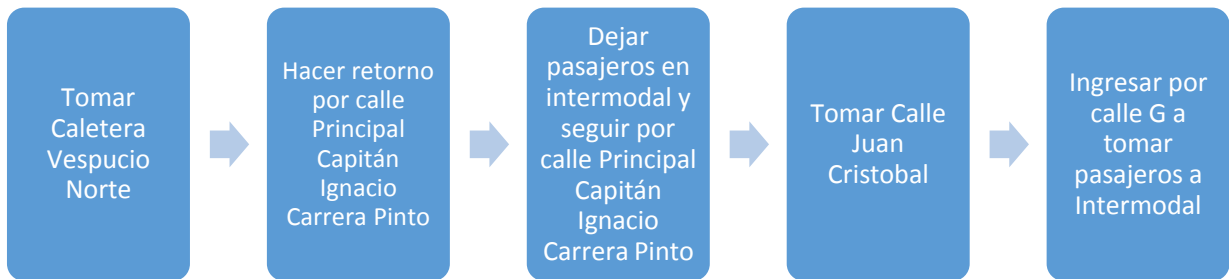 Tomar
Caletera
Vespucio
Norte
Hacer retorno
por calle
Principal
Capitán
Ignacio
Carrera Pinto
Dejar
pasajeros en
intermodal y
seguir por
calle Principal
Capitán
Ignacio
Carrera Pinto
Tomar Calle
Juan
Cristobal
Ingresar por
calle G a
tomar
pasajeros a
Intermodal